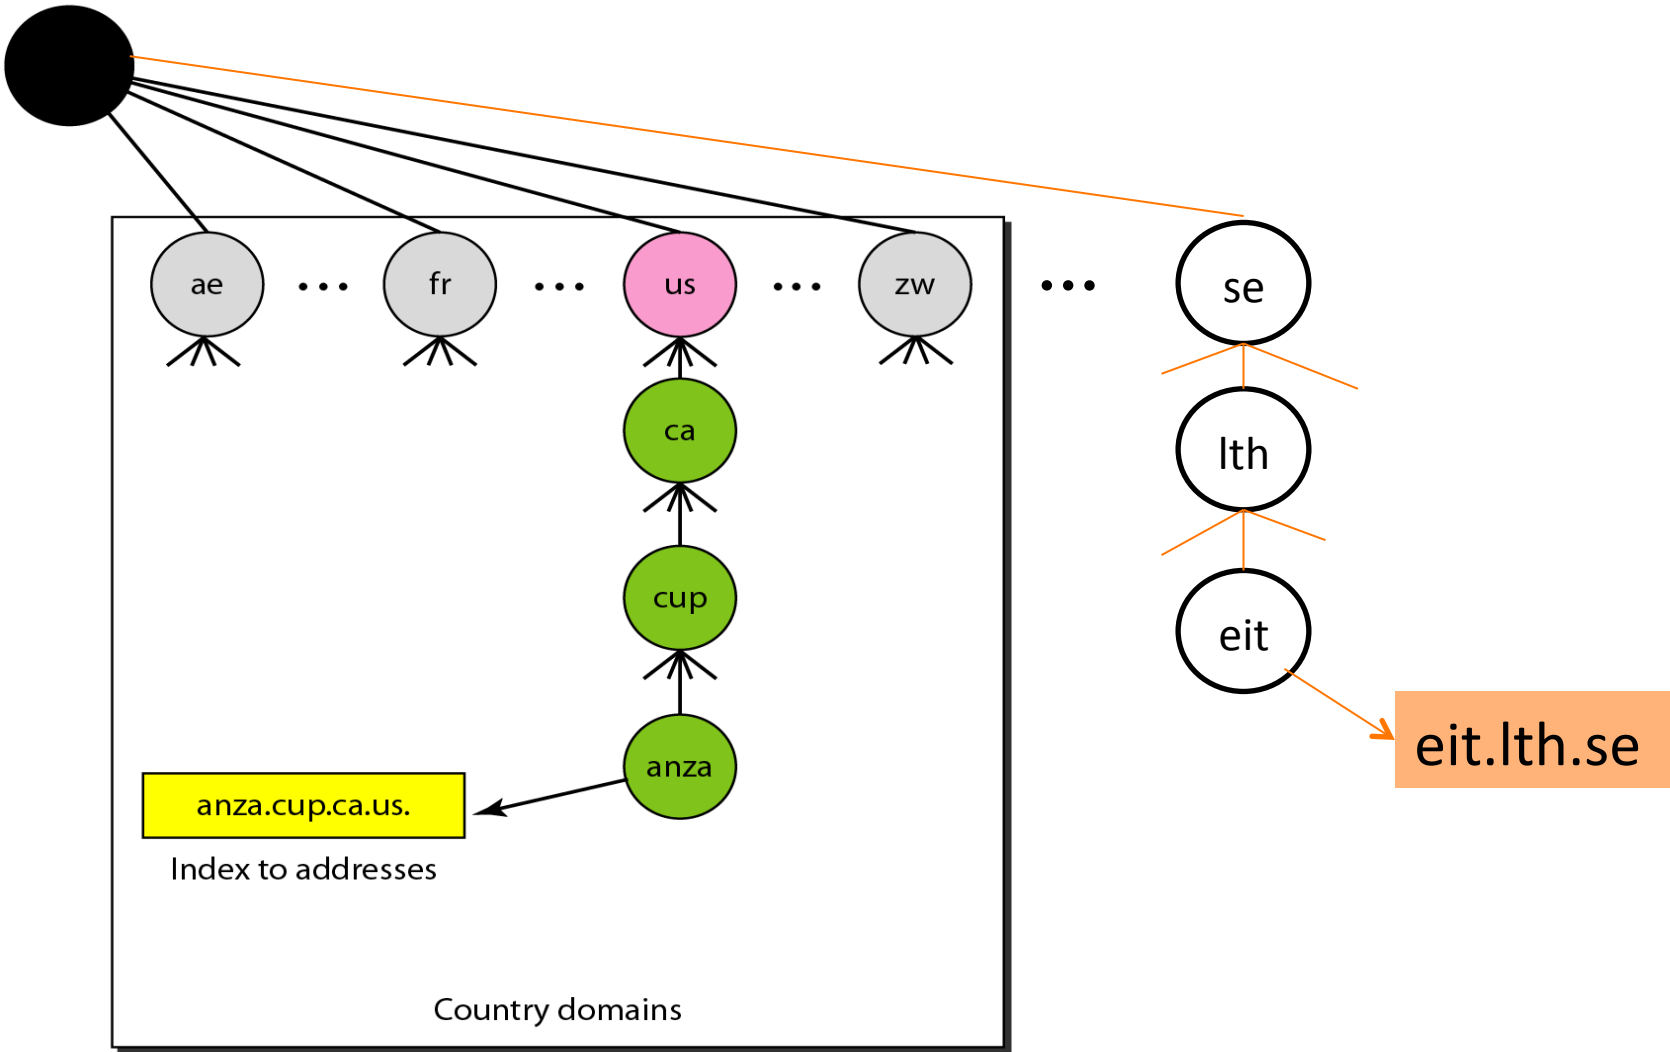 ae ... fr ... us ... zw ... se
ca
lth
cup
eit
anza
eit.lth.se
anza.cup.ca.us.
Index to addresses
Country domains